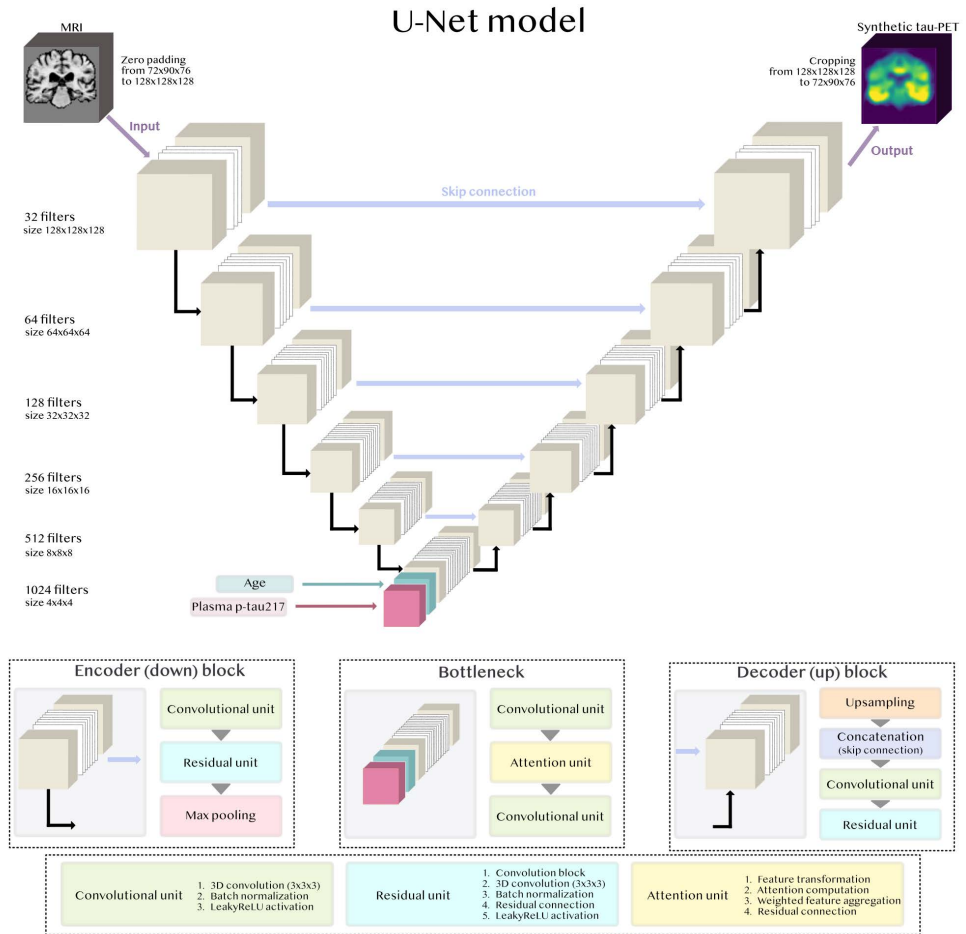 U-Net model
MRI
Zero padding
from 72x90x76
to 128x128x128
Input
Synthetic tau-PET
Cropping
from 128x128x128
to 72x90x76
Output
Skip connection
32 filters
size 128x128x128
64 filters
size 64x64x64
128 filters
size 32x32x32
256 filters
size 16x16x16
512 filters
size 8x8x8
1024 filters
size 4x4x4
Age
Plasma p-tau217
Encoder (down) block
Convolutional unit
Residual unit
Max pooling
Bottleneck
Convolutional unit
Attention unit
Convolutional unit
Decoder (up) block
Upsampling
Concatenation
(skip connection)
Convolutional unit
Residual unit
Convolutional unit
1. 3D convolution (3x3x3)
2. Batch normalization
3. LeakyReLU activation
Residual unit
1. Convolution block
2. 3D convolution (3x3x3)
3. Batch normalization
4. Residual connection
5. LeakyReLU activation
Attention unit
1. Feature transformation
2. Attention computation
3. Weighted feature aggregation
4. Residual connection